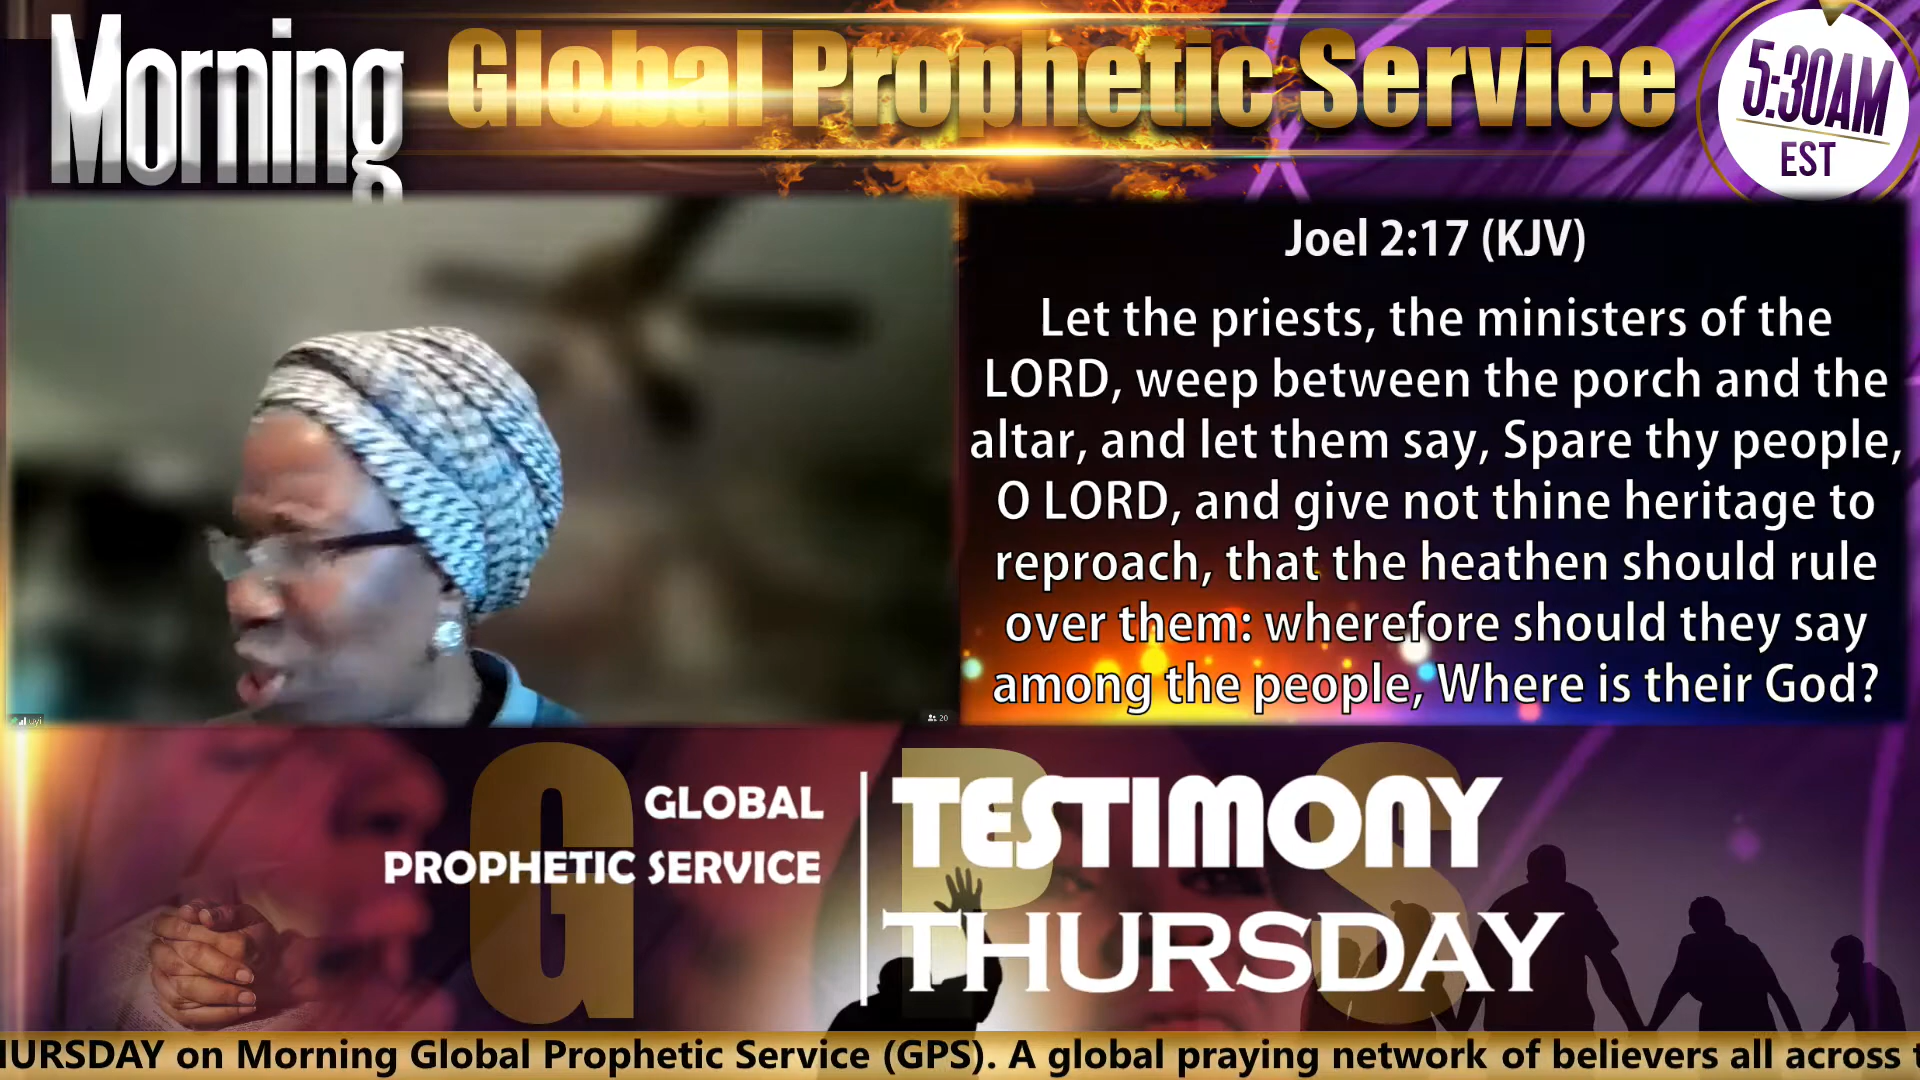 Morning
Global Prophetic Service
5:30AM
EST
Joel 2:17 (KJV)
Let the priests, the ministers of the
LORD, weep between the porch and the
altar, and let them say, Spare thy people,
O LORD, and give not thine heritage to
reproach, that the heathen should rule
over them: wherefore should they say
among the people, Where is their God?
uyi
20
G P S
GLOBAL
PROPHETIC SERVICE
TESTIMONY
THURSDAY
HURSDAY on Morning Global Prophetic Service (GPS). A global praying network of believers all across t